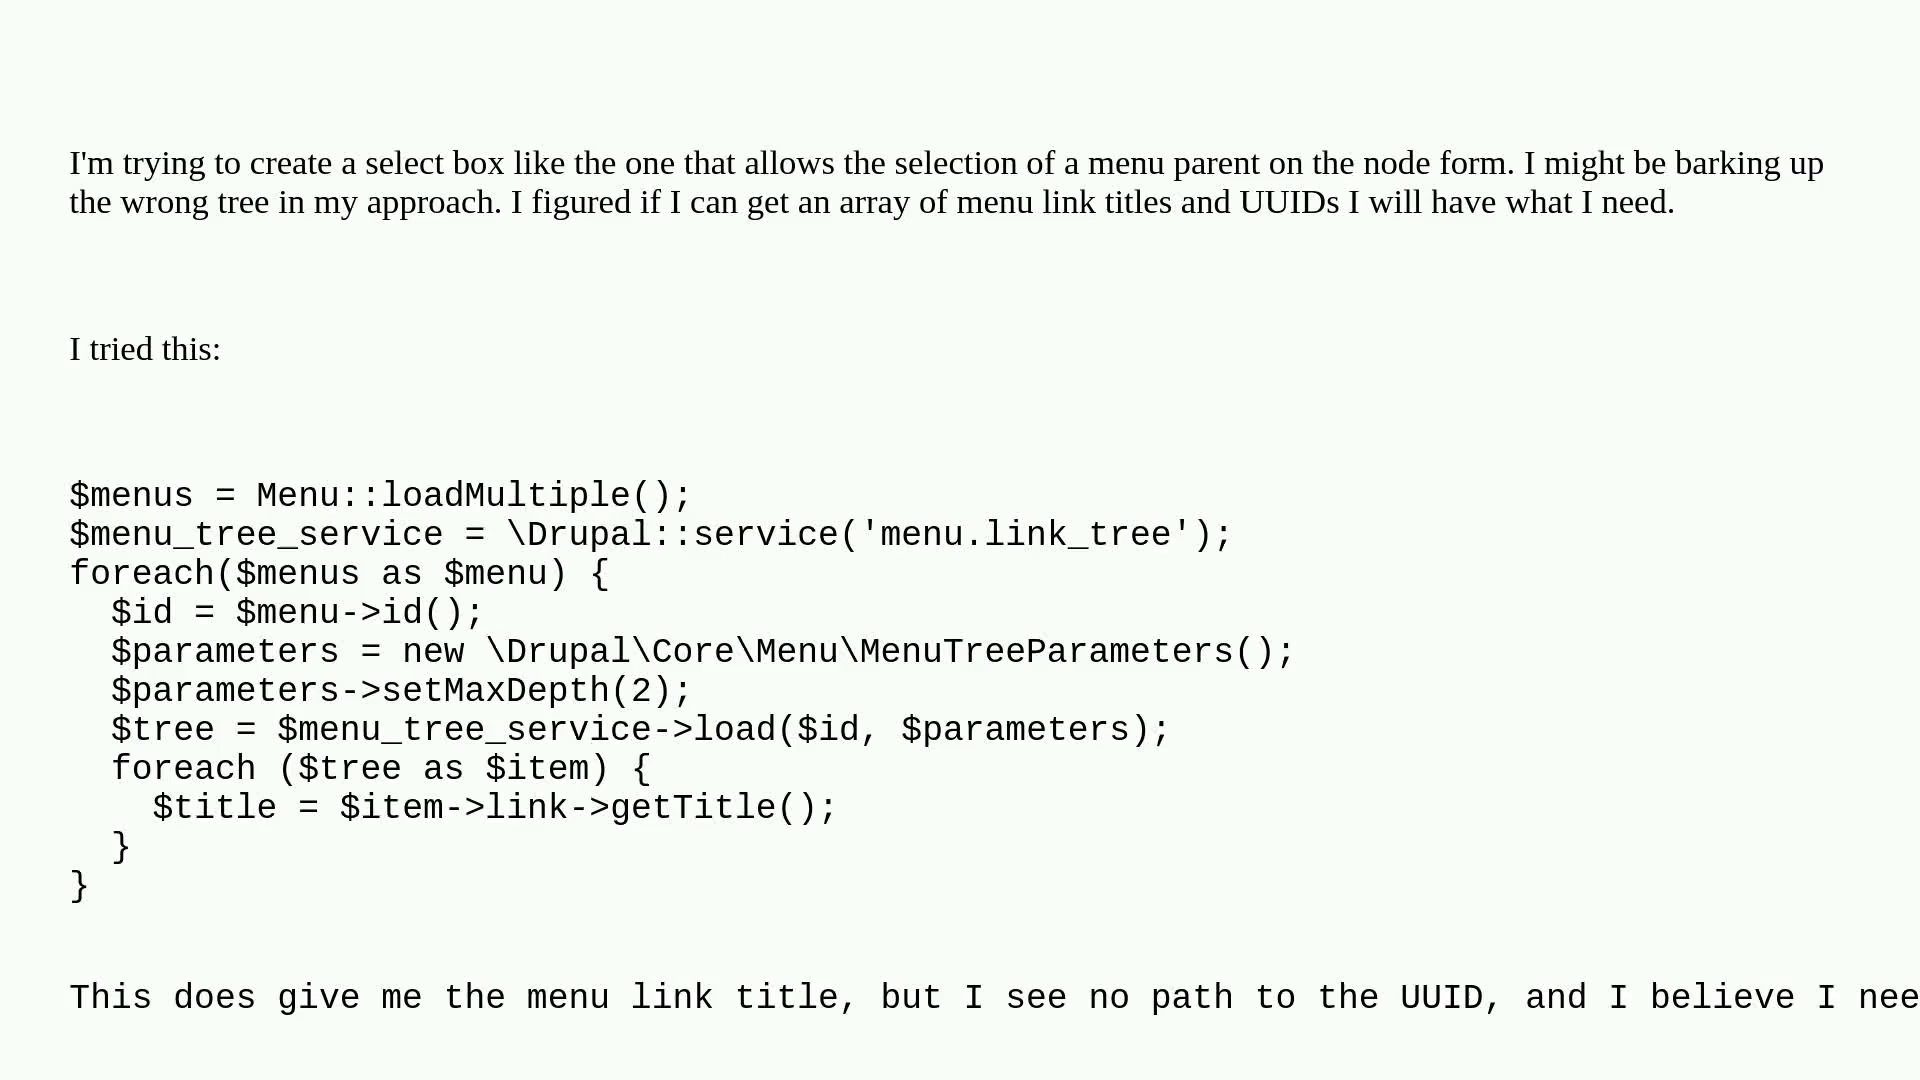 I'm trying to create a select box like the one that allows the selection of a menu parent on the node form. I might be barking up
the wrong tree in my approach. I figured if I can get an array of menu link titles and UUIDs I will have what I need.
I tried this:
$menus = Menu::loadMultiple();
$menu_tree_service = \Drupal::service('menu.link_tree');
foreach($menus as $menu) {
  $id = $menu->id();
  $parameters = new \Drupal\Core\Menu\MenuTreeParameters();
  $parameters->setMaxDepth(2);
  $tree = $menu_tree_service->load($id, $parameters);
  foreach ($tree as $item) {
    $title = $item->link->getTitle();
  }
}
This does give me the menu link title, but I see no path to the UUID, and I believe I nee